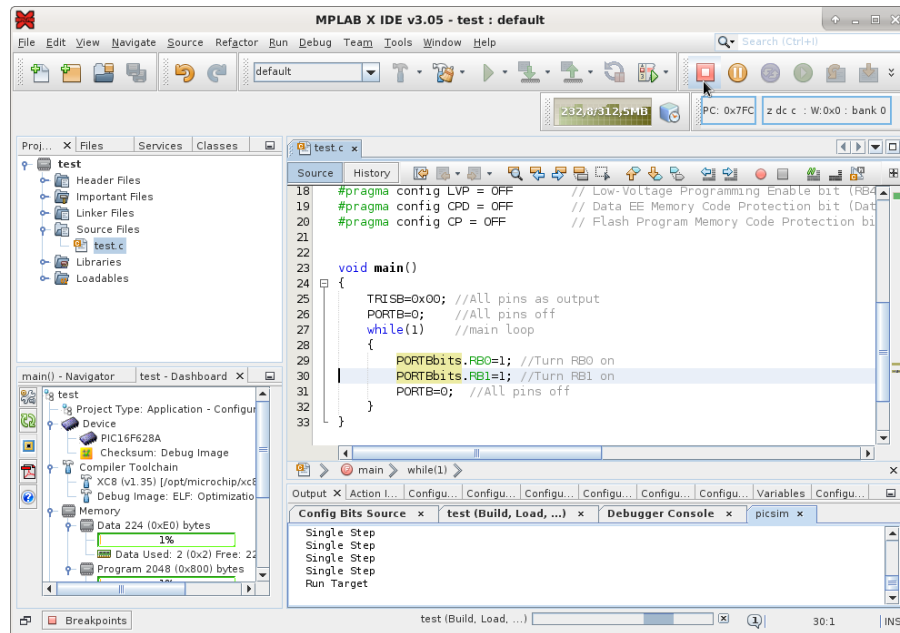 MPLAB X IDE v3.05 - test : default
File Edit View Navigate Source Refactor Run Debug Team Tools Window Help
Search (Ctrl+I)
default
232,8/312,5MB
PC: 0x7FC
z dc c : W:0x0 : bank 0
Proj... × Files Services Classes
test
Header Files
Important Files
Linker Files
Source Files
test.c
Libraries
Loadables
main() - Navigator test - Dashboard ×
test
Project Type: Application - Configur
Device
PIC16F628A
Checksum: Debug Image
Compiler Toolchain
XC8 (v1.35) [/opt/microchip/xc8
Debug Image: ELF: Optimizatio
Memory
Data 224 (0xE0) bytes
1%
Data Used: 2 (0x2) Free: 22
Program 2048 (0x800) bytes
test.c ×
Source History
18 #pragma config LVP = OFF // Low-Voltage Programming Enable bit (RB4
19 #pragma config CPD = OFF // Data EE Memory Code Protection bit (Dat
20 #pragma config CP = OFF // Flash Program Memory Code Protection bi
21
22
23 void main()
24 {
25 TRISB=0x00; //All pins as output
26 PORTB=0; //All pins off
27 while(1) //main loop
28 {
29 PORTBbits.RB0=1; //Turn RB0 on
30 PORTBbits.RB1=1; //Turn RB1 on
31 PORTB=0; //All pins off
32 }
33 }
main while(1)
Output × Action I... Configu... Configu... Configu... Configu... Configu... Configu... Variables Configu...
Config Bits Source × test (Build, Load, ...) × Debugger Console × picsim ×
Single Step
Single Step
Single Step
Single Step
Run Target
Breakpoints
test (Build, Load, ...)
30:1
INS